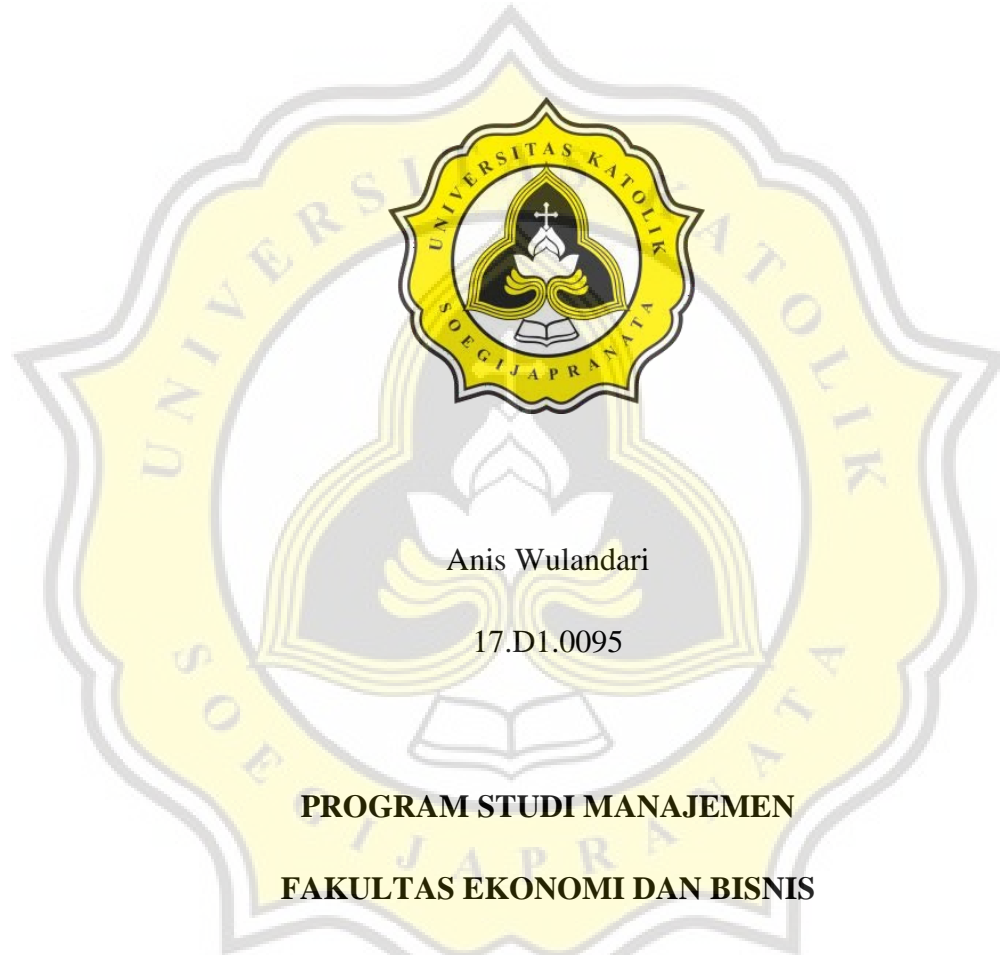 UNIVERSITAS KATOLIK
SOEGIJAPRANATA
Anis Wulandari
17.D1.0095
PROGRAM STUDI MANAJEMEN
FAKULTAS EKONOMI DAN BISNIS